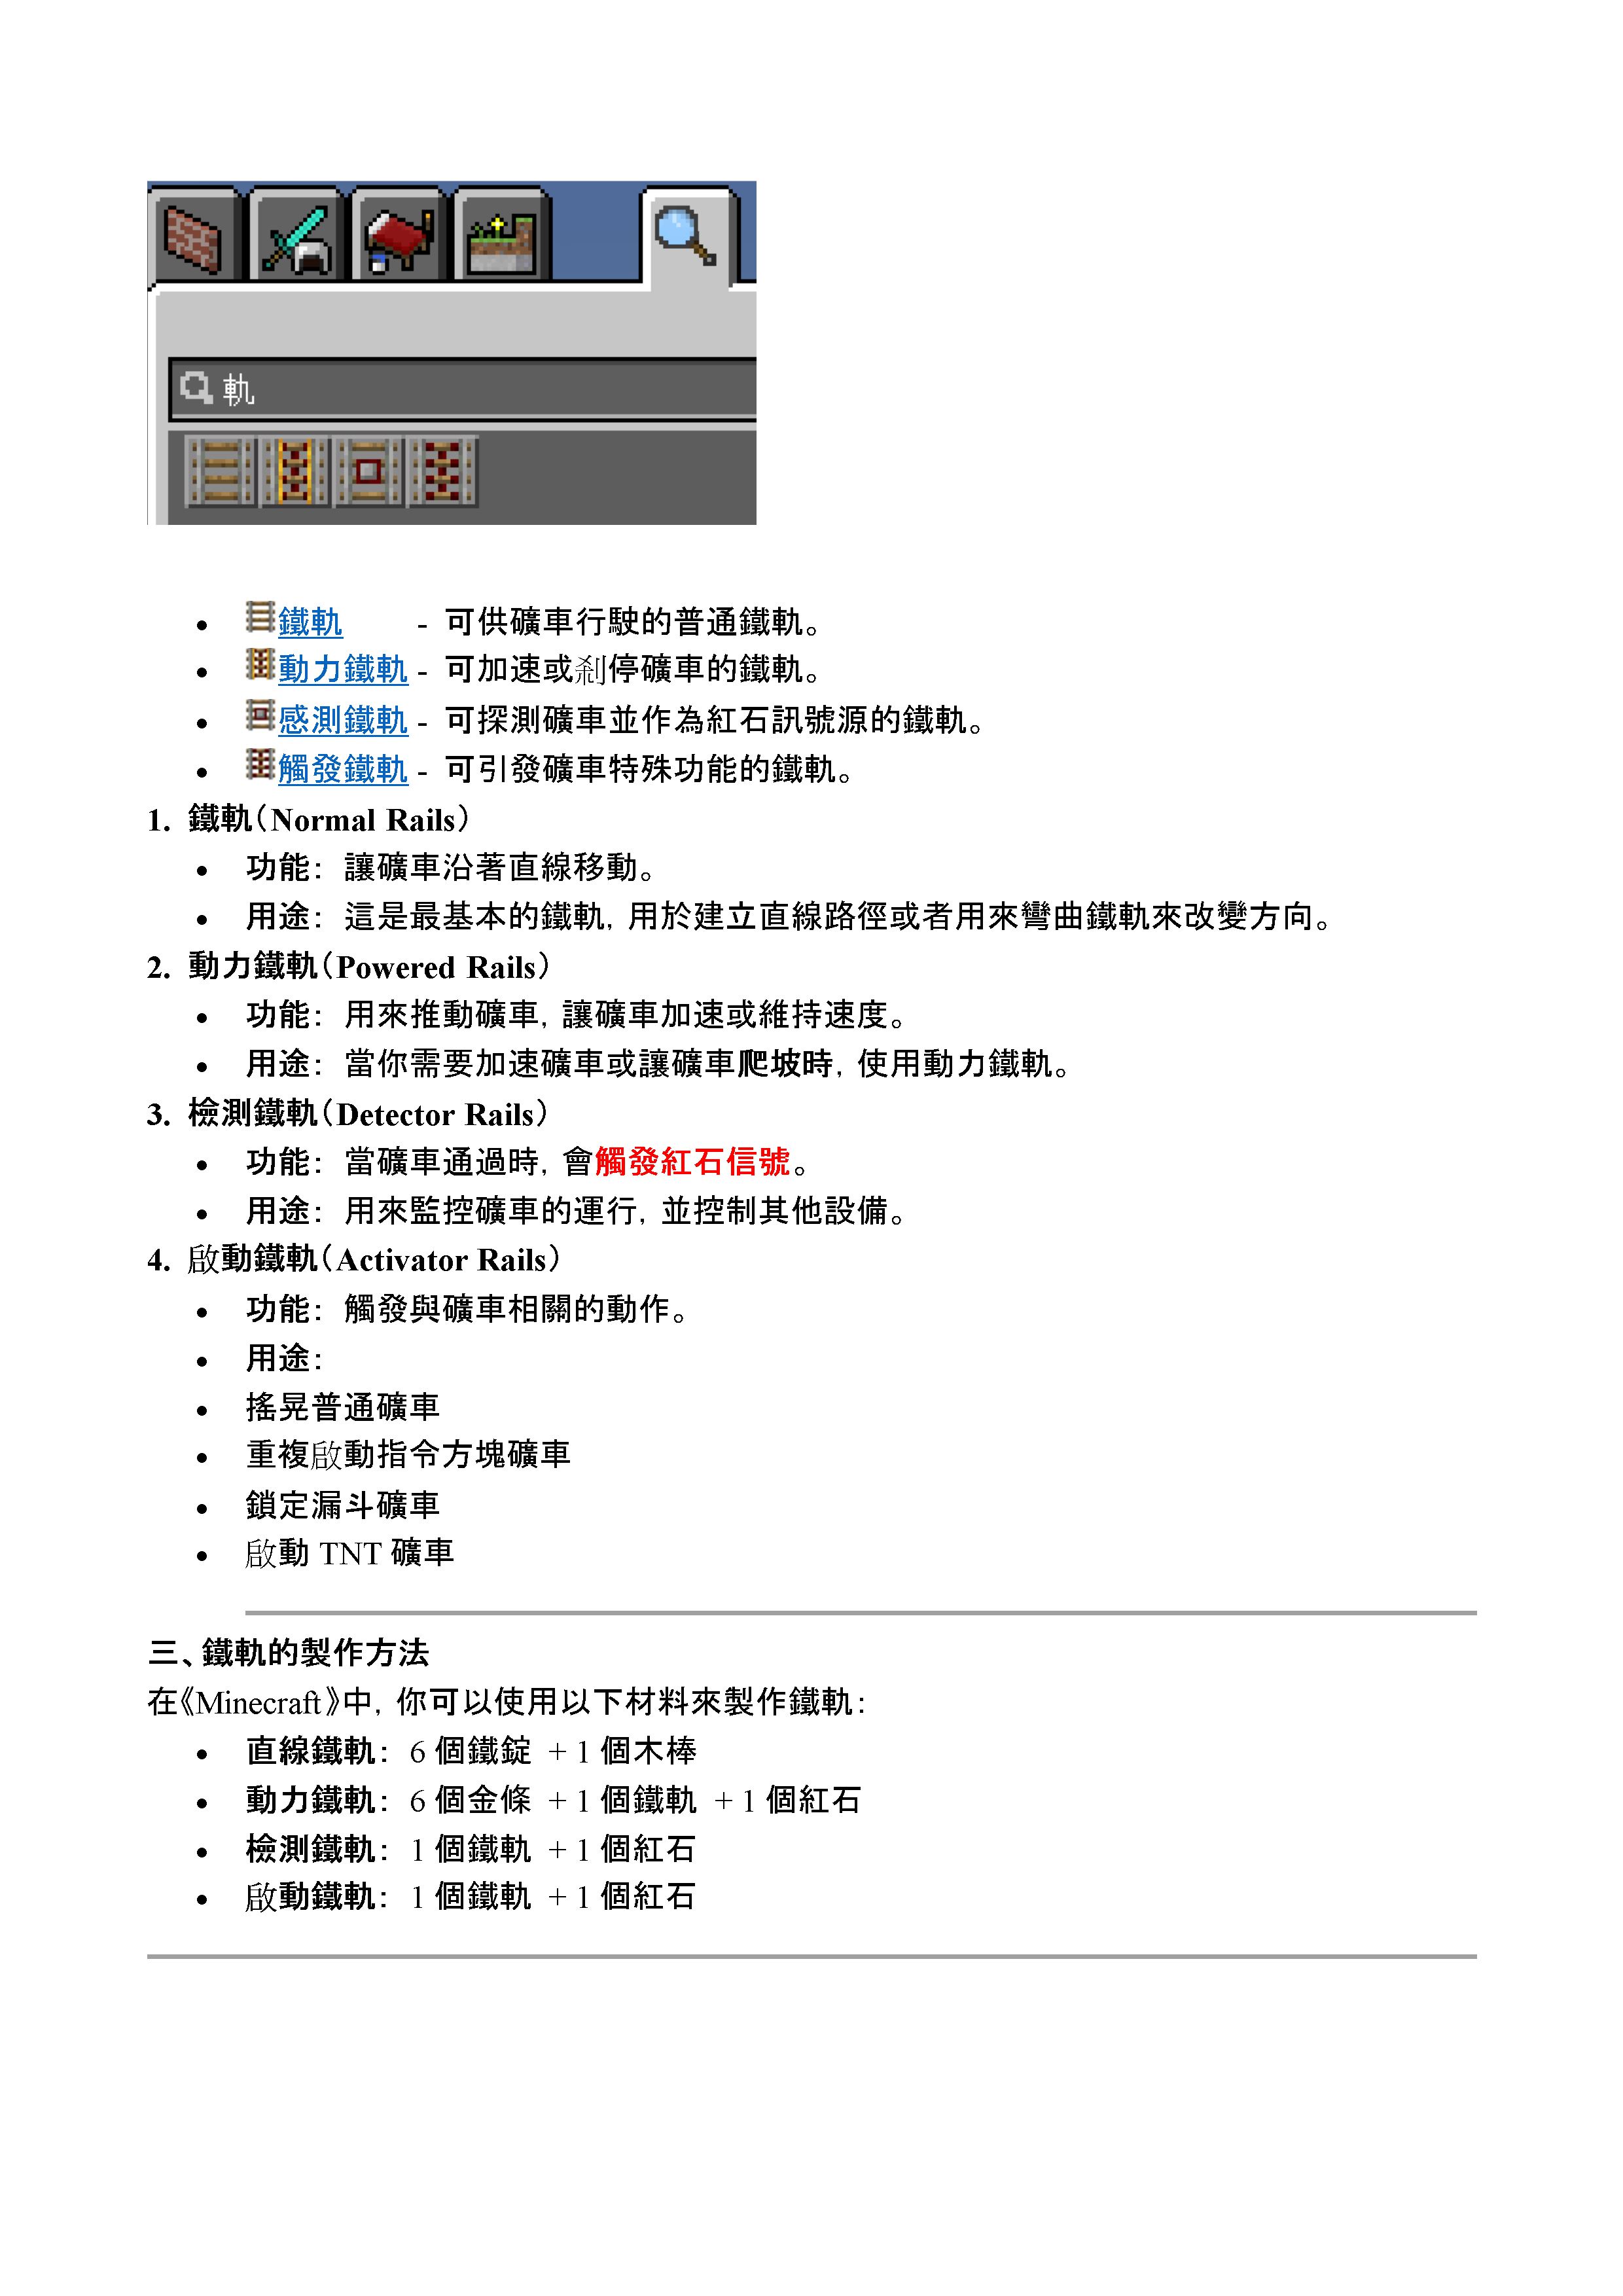 軌
• 鐵軌 - 可供礦車行駛的普通鐵軌。
• 動力鐵軌 - 可加速或剎停礦車的鐵軌。
• 感測鐵軌 - 可探測礦車並作為紅石訊號源的鐵軌。
• 觸發鐵軌 - 可引發礦車特殊功能的鐵軌。
1. 鐵軌（Normal Rails）
• 功能： 讓礦車沿著直線移動。
• 用途： 這是最基本的鐵軌，用於建立直線路徑或者用來彎曲鐵軌來改變方向。
2. 動力鐵軌（Powered Rails）
• 功能： 用來推動礦車，讓礦車加速或維持速度。
• 用途： 當你需要加速礦車或讓礦車爬坡時，使用動力鐵軌。
3. 檢測鐵軌（Detector Rails）
• 功能： 當礦車通過時，會觸發紅石信號。
• 用途： 用來監控礦車的運行，並控制其他設備。
4. 啟動鐵軌（Activator Rails）
• 功能： 觸發與礦車相關的動作。
• 用途：
• 搖晃普通礦車
• 重複啟動指令方塊礦車
• 鎖定漏斗礦車
• 啟動 TNT 礦車
三、鐵軌的製作方法
在《Minecraft》中，你可以使用以下材料來製作鐵軌：
• 直線鐵軌： 6 個鐵錠 + 1 個木棒
• 動力鐵軌： 6 個金條 + 1 個鐵軌 + 1 個紅石
• 檢測鐵軌： 1 個鐵軌 + 1 個紅石
• 啟動鐵軌： 1 個鐵軌 + 1 個紅石